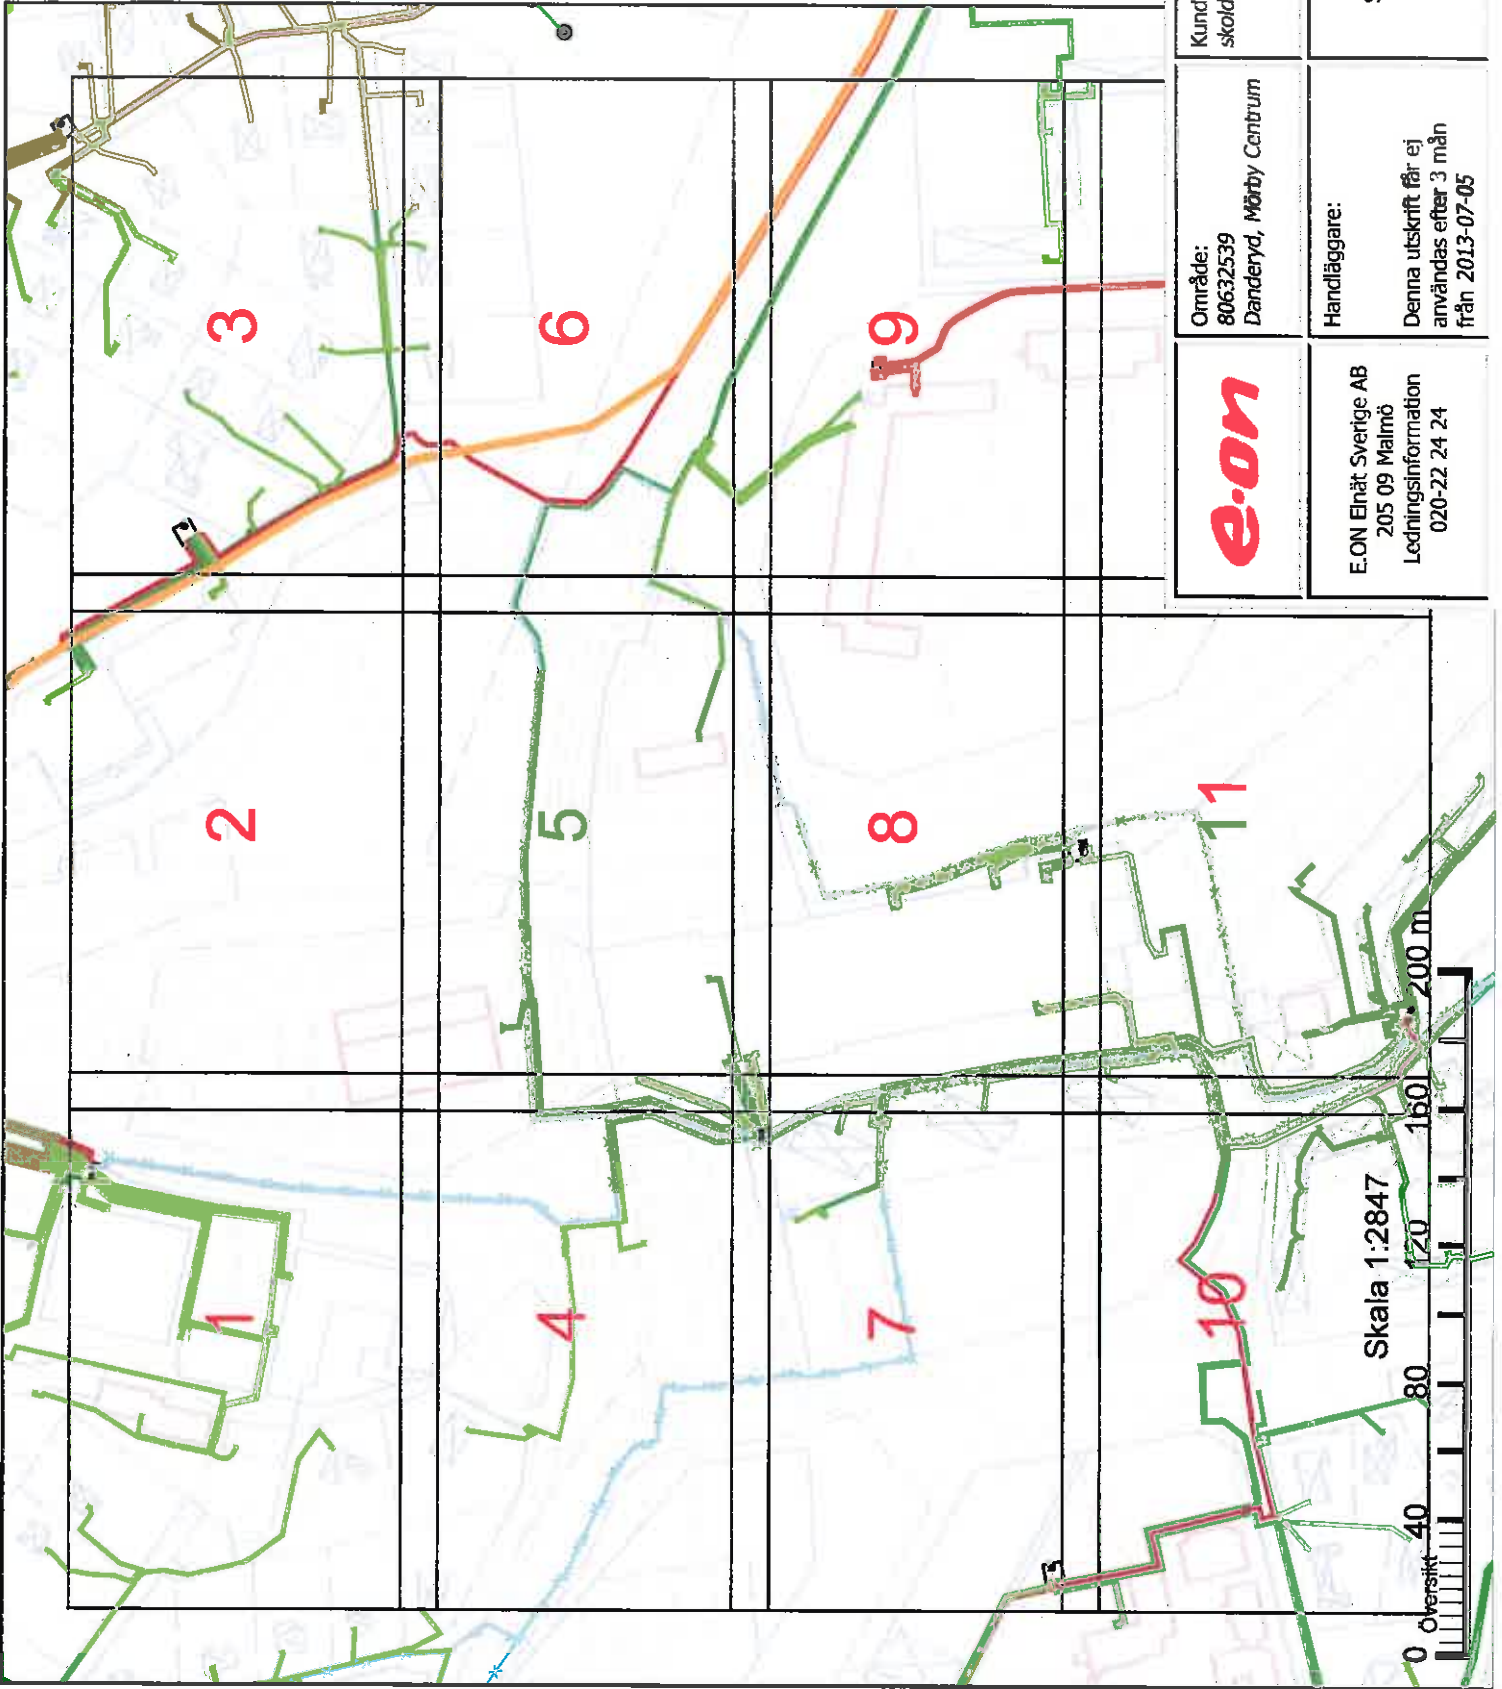 1
2
3
4
5
6
7
8
9
10
11
Skala 1:2847
0
40
80
120
160
200 m
Översikt
e·on
Område:
80632539
Danderyd, Mörby Centrum
Kund
skold
E.ON Elnät Sverige AB
205 09 Malmö
Ledningsinformation
020-22 24 24
Handläggare:
Denna utskrift får ej
användas efter 3 mån
från 2013-07-05